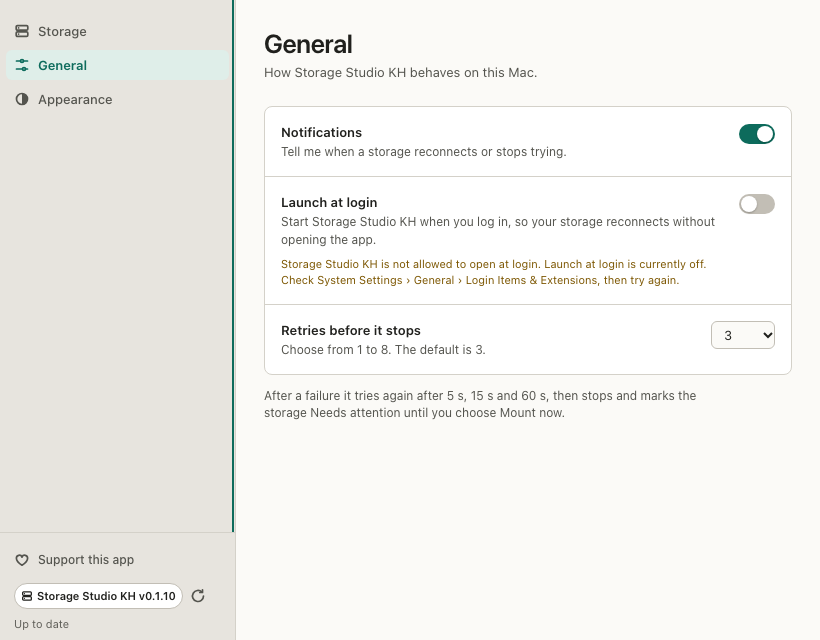 Storage
General
Appearance
Support this app
Storage Studio KH v0.1.10
Up to date
General
How Storage Studio KH behaves on this Mac.
Notifications
Tell me when a storage reconnects or stops trying.
Launch at login
Start Storage Studio KH when you log in, so your storage reconnects without
opening the app.
Storage Studio KH is not allowed to open at login. Launch at login is currently off.
Check System Settings › General › Login Items & Extensions, then try again.
Retries before it stops
3
Choose from 1 to 8. The default is 3.
After a failure it tries again after 5 s, 15 s and 60 s, then stops and marks the
storage Needs attention until you choose Mount now.